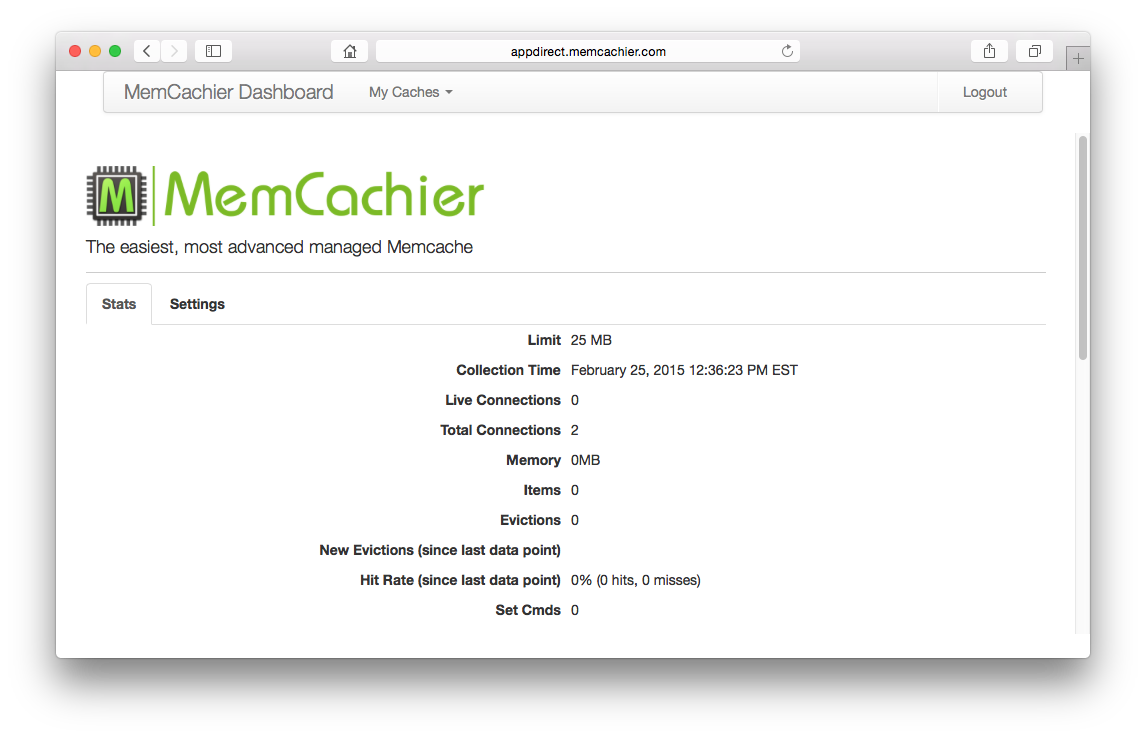 appdirect.memcachier.com
MemCachier Dashboard My Caches Logout
M MemCachier
The easiest, most advanced managed Memcache
Stats Settings
Limit 25 MB
Collection Time February 25, 2015 12:36:23 PM EST
Live Connections 0
Total Connections 2
Memory 0MB
Items 0
Evictions 0
New Evictions (since last data point)
Hit Rate (since last data point) 0% (0 hits, 0 misses)
Set Cmds 0